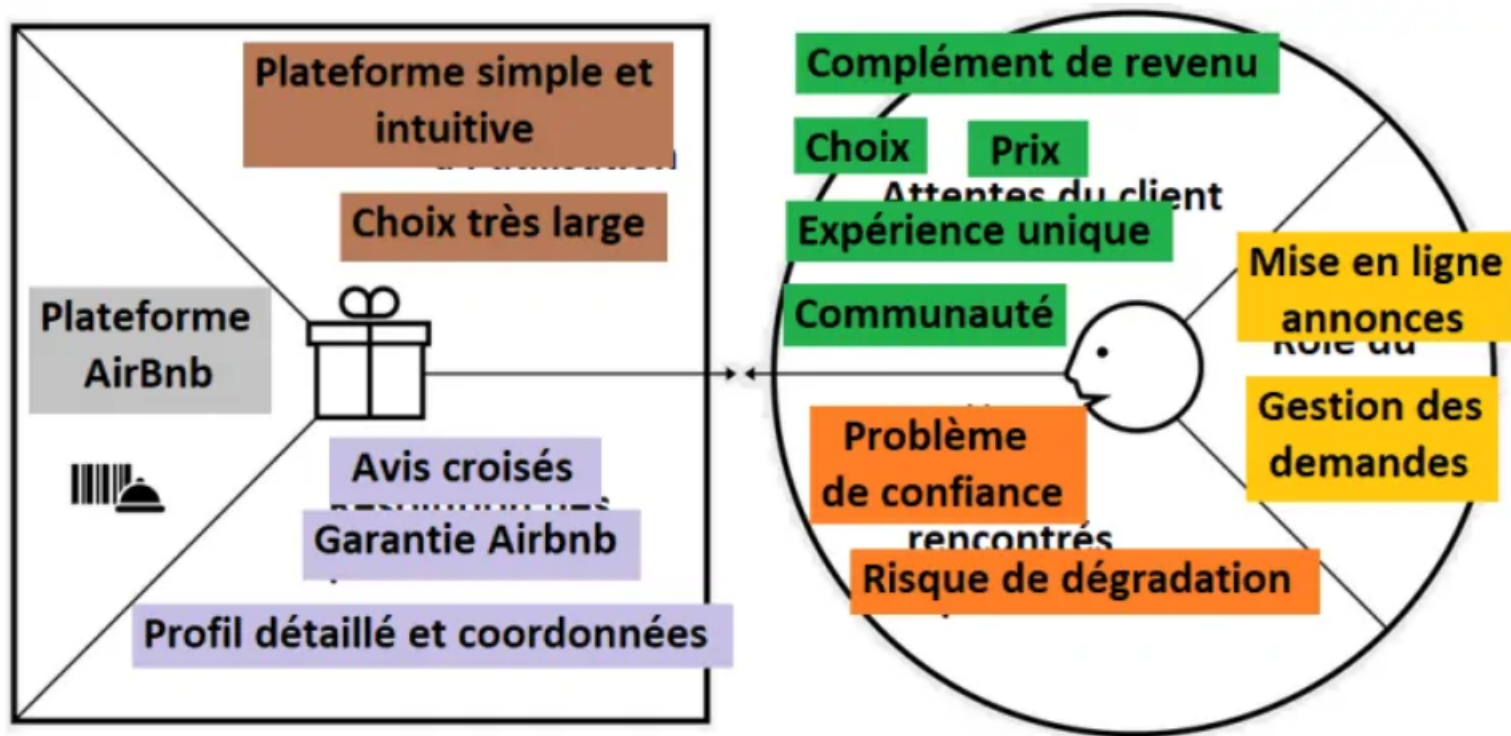 Plateforme simple et
intuitive
Choix très large
Plateforme
AirBnb
Avis croisés
Garantie Airbnb
Profil détaillé et coordonnées
Complément de revenu
Choix
Prix
Attentes du client
Expérience unique
Communauté
Mise en ligne
annonces
Gestion des
demandes
Problème
de confiance
rencontrés
Risque de dégradation